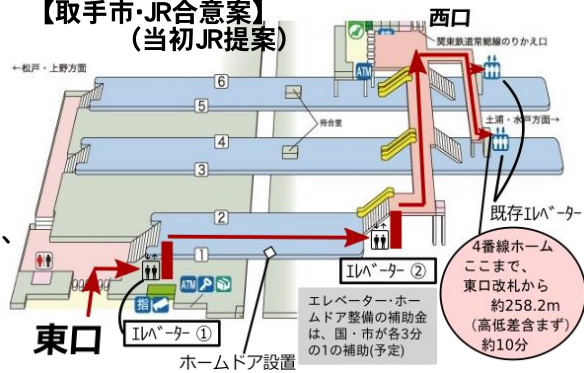 【取手市･JR合意案】
（当初JR提案）
西口
関東鉄道常総線のりかえ口
←松戸・上野方面
ATM
6
5
待合室
土浦・水戸方面→
4
3
既存ｴﾚﾍﾞｰﾀｰ
2
1
、
4番線ホーム
ここまで、
東口改札から
約258.2m
（高低差含まず）
約10分
ｴﾚﾍﾞｰﾀｰ ②
ATM
指
東口
ｴﾚﾍﾞｰﾀｰ ①
エレベーター・ホー
ムドア整備の補助金
は、国・市が各3分
の1の補助(予定)
ホームドア設置